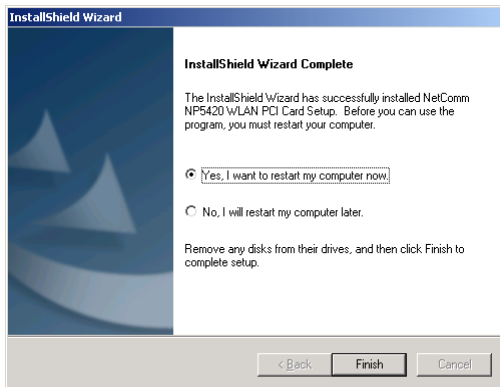 InstallShield Wizard
InstallShield Wizard Complete
The InstallShield Wizard has successfully installed NetComm
NP5420 WLAN PCI Card Setup. Before you can use the
program, you must restart your computer.
Yes, I want to restart my computer now.
No, I will restart my computer later.
Remove any disks from their drives, and then click Finish to
complete setup.
< Back
Finish
Cancel